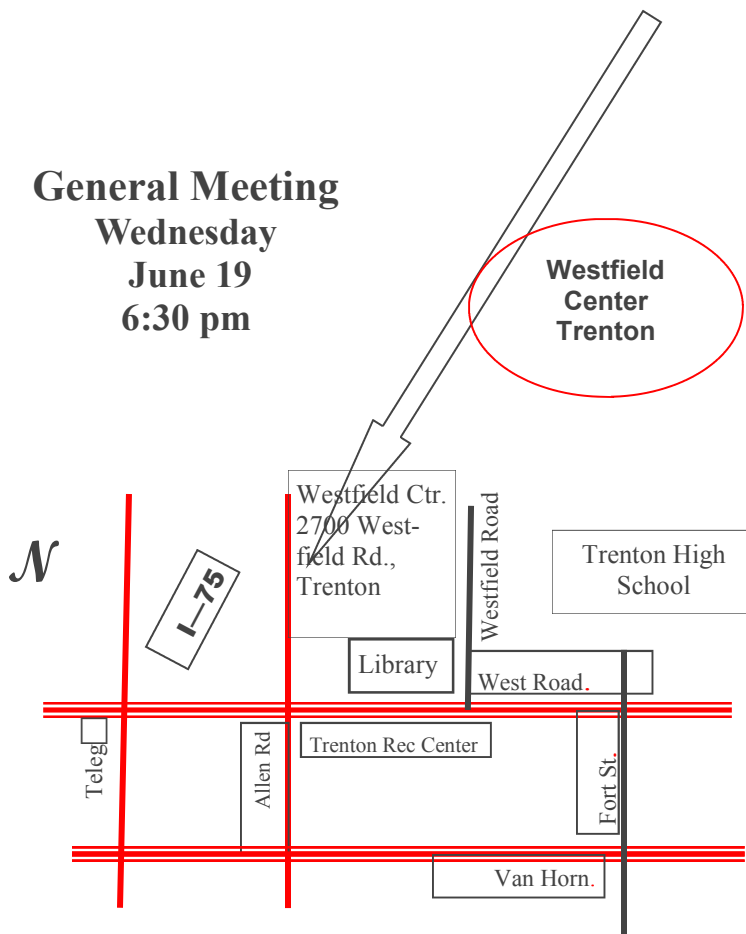 General Meeting
Wednesday
June 19
6:30 pm
Westfield
Center
Trenton
Westfield Ctr.
2700 West-
field Rd.,
Trenton
Westfield Road
Trenton High
School
N
I—75
Library
West Road.
Teleg
Allen Rd
Trenton Rec Center
Fort St.
Van Horn.